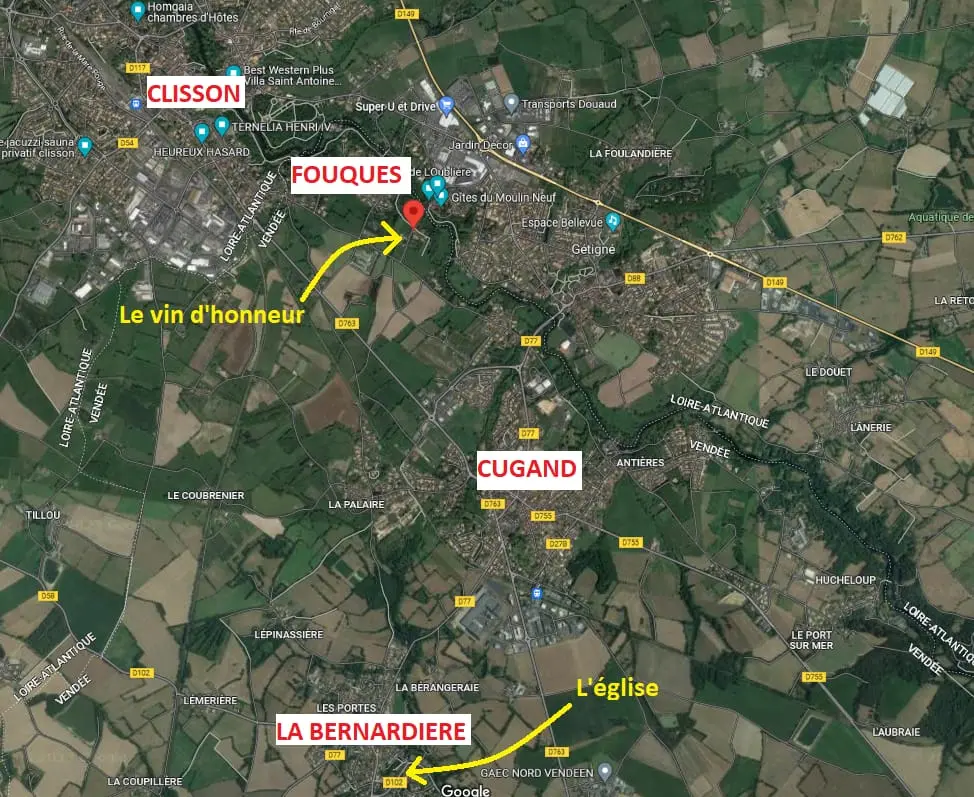 Homgaia
chambres d'Hôtes
D149
D117
Best Western Plus
Villa Saint Antoine...
CLISSON
Super U et Drive
Transports Douaud
TERNELIA HENRI IV
D54
HEUREUX HASARD
jacuzzi sauna
privatif clisson
Jardin Decor
LA FOULANDIÈRE
FOUQUES
de L'Oublière
Gîtes du Moulin Neuf
LOIRE-ATLANTIQUE
VENDÉE
Espace Bellevue
Aquatique de
Gétigné
D762
D88
D149
Le vin d'honneur
D763
LA RETO
D77
D149
LOIRE-ATLANTIQUE
VENDÉE
LE DOUET
LOIRE-ATLANTIQUE
VENDÉE
L'ÂNERIE
D77
CUGAND
ANTIÈRES
LE COUBRENIER
LA PALAIRE
D763
TILLOU
D755
D27B
D755
HUCHELOUP
D58
D77
LOIRE-ATLANTIQUE
VENDÉE
LÉPINASSIÈRE
LE PORT
SUR MER
LOIRE-ATLANTIQUE
VENDÉE
D102
D755
LA BÉRANGERAIE
L'église
LÉMERIÈRE
LES PORTES
LA BERNARDIERE
L'AUBRAIE
D77
D763
LA COUPILLÈRE
D102
GAEC NORD VENDEEN
Google